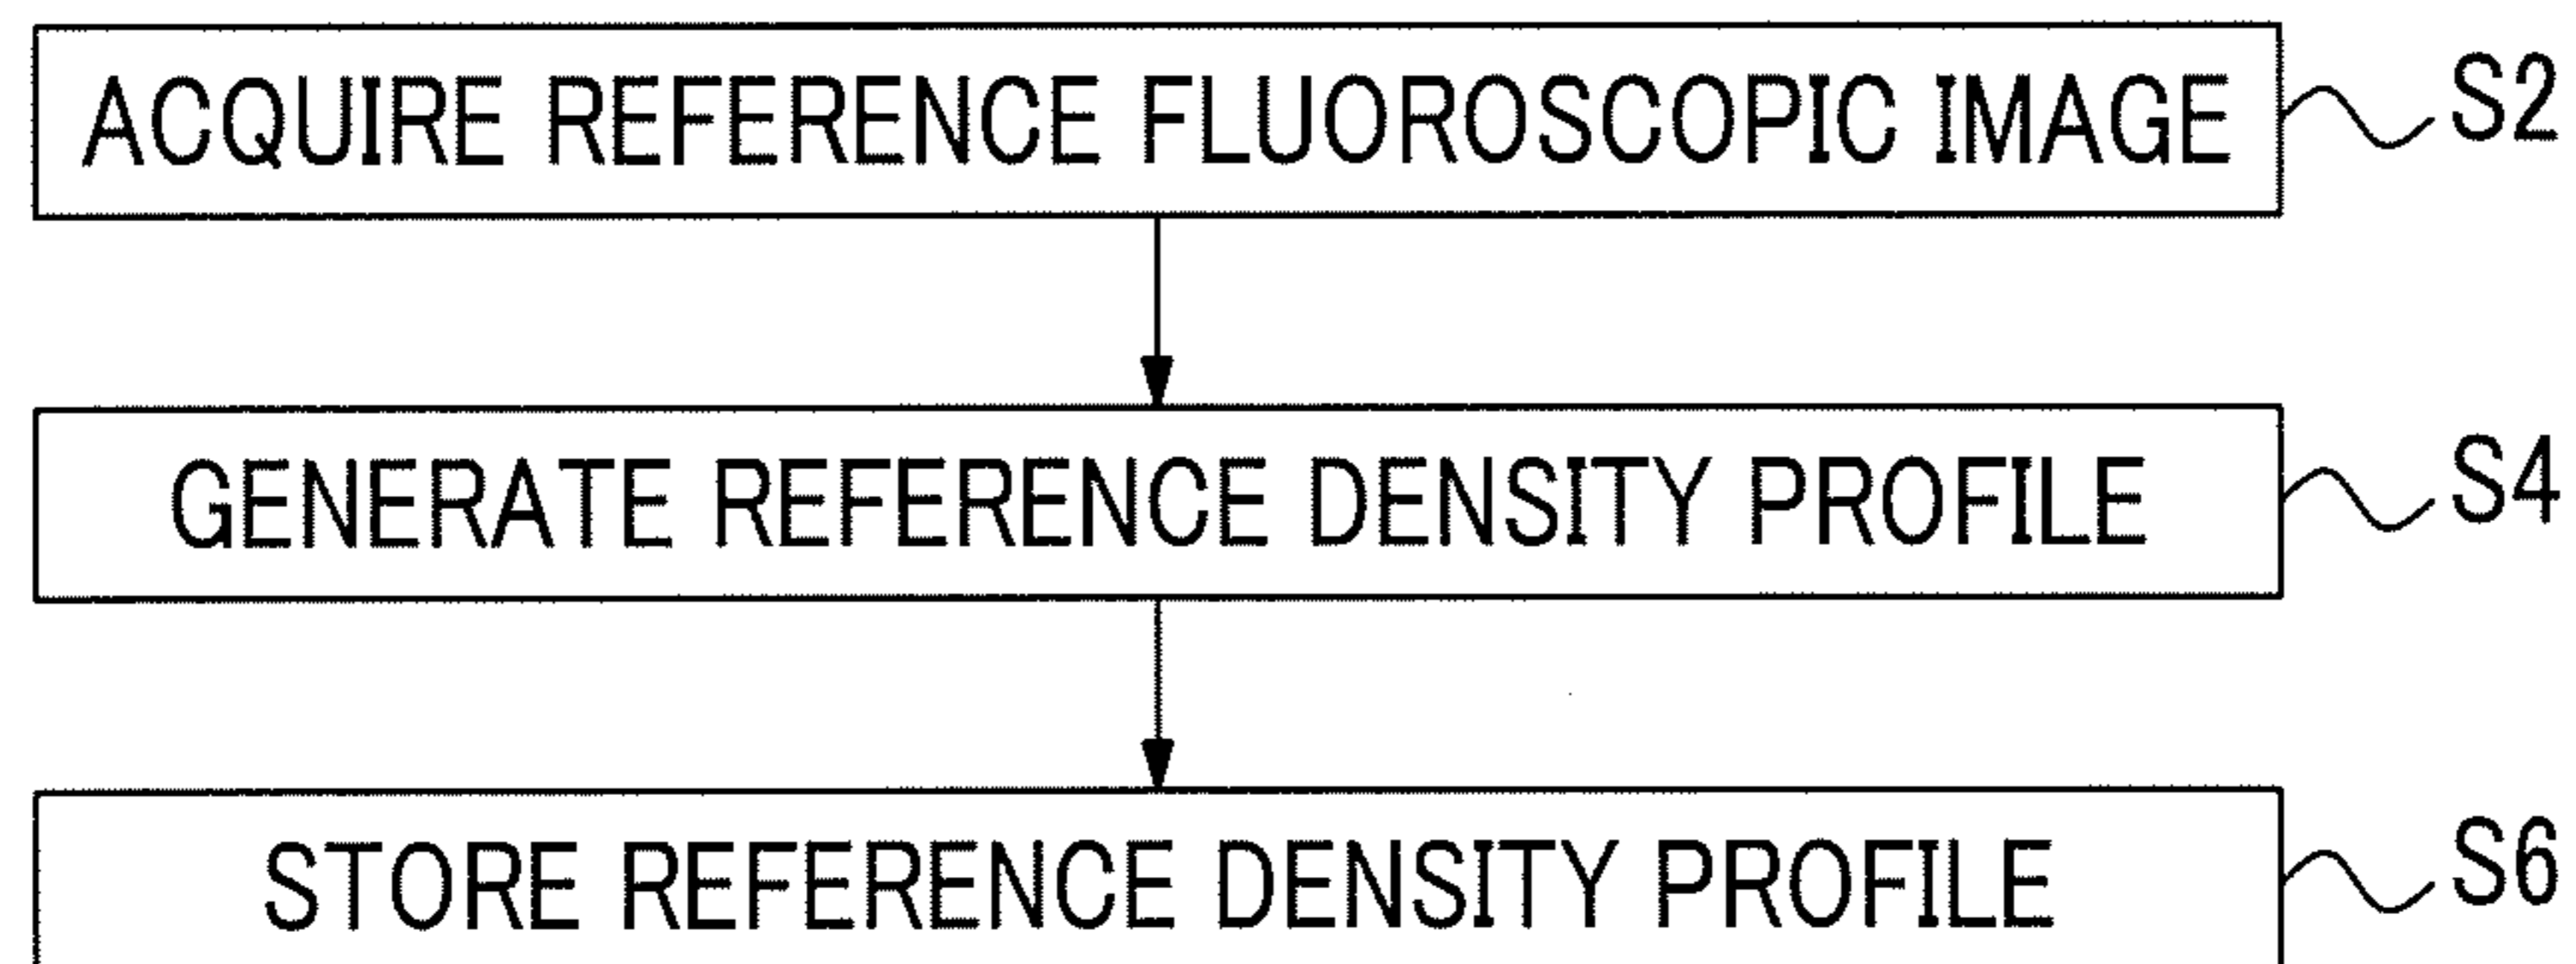 ACQUIRE REFERENCE FLUOROSCOPIC IMAGE S2
GENERATE REFERENCE DENSITY PROFILE S4
STORE REFERENCE DENSITY PROFILE S6